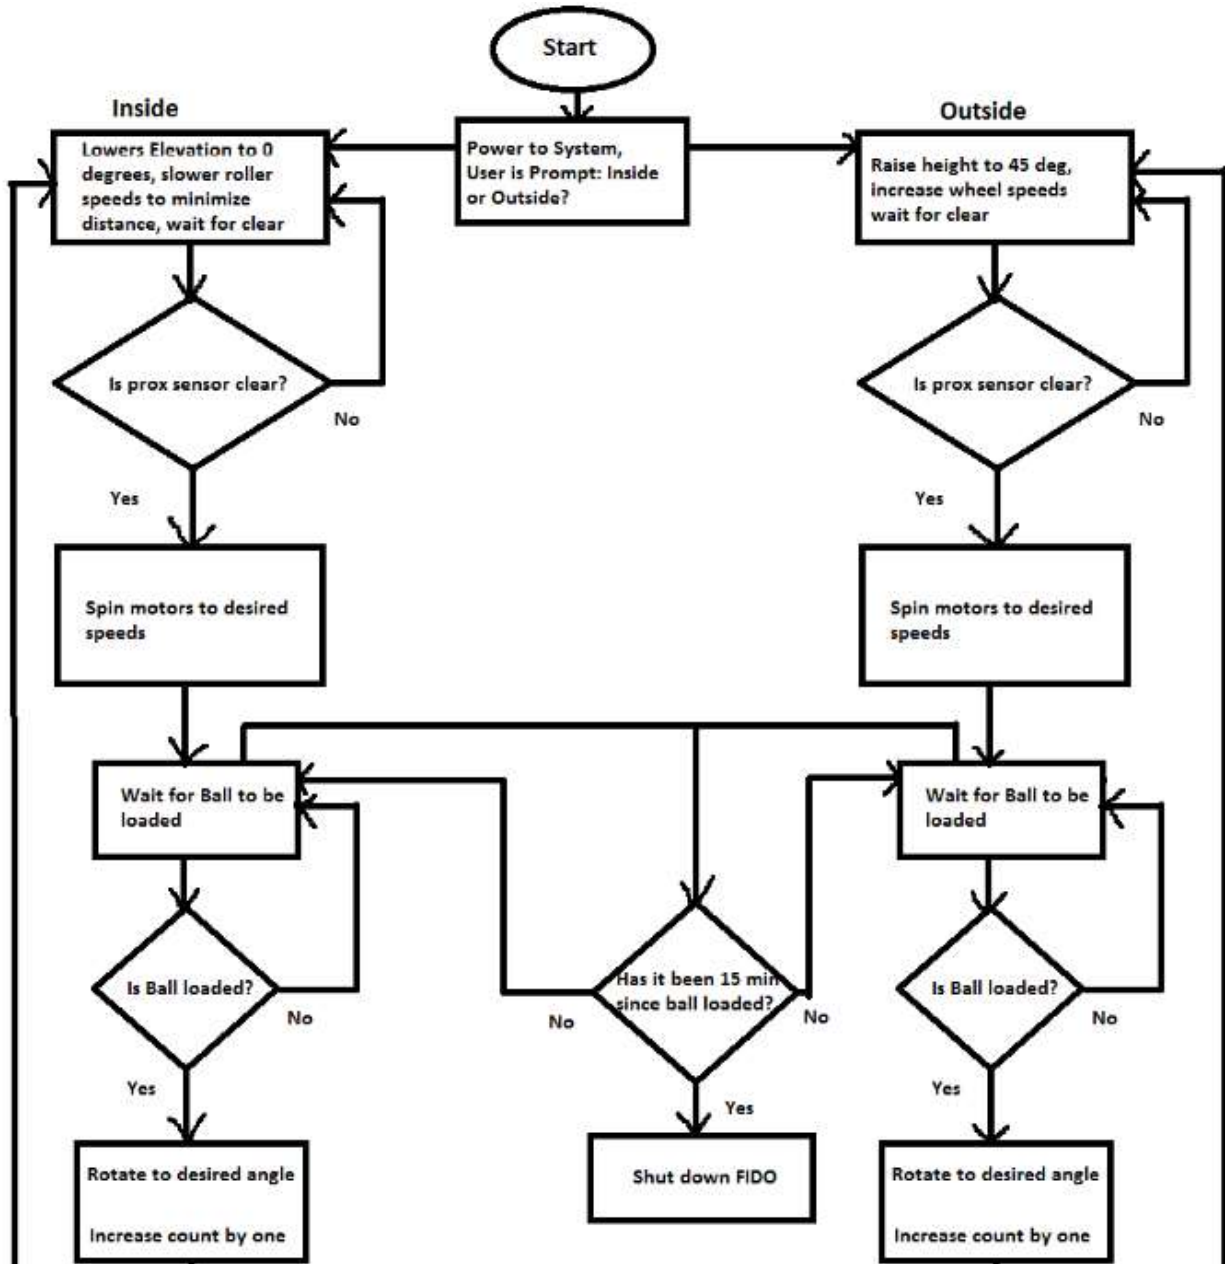 Start
Inside
Outside
Lowers Elevation to 0
degrees, slower roller
speeds to minimize
distance, wait for clear
Power to System,
User is Prompt: Inside
or Outside?
Raise height to 45 deg,
increase wheel speeds
wait for clear
Is prox sensor clear?
No
Yes
Is prox sensor clear?
No
Yes
Spin motors to desired
speeds
Spin motors to desired
speeds
Wait for Ball to be
loaded
Wait for Ball to be
loaded
Is Ball loaded?
No
Yes
Has it been 15 min
since ball loaded?
No
No
Yes
Is Ball loaded?
No
Yes
Rotate to desired angle
Increase count by one
Shut down FIDO
Rotate to desired angle
Increase count by one